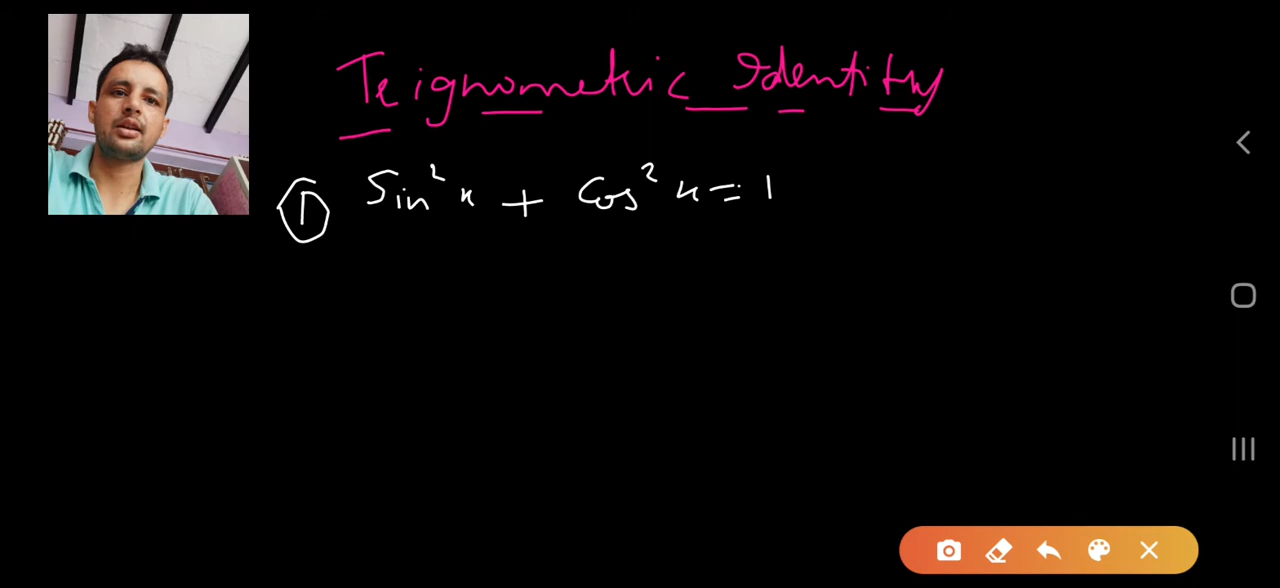 Trignometric Identity
① Sin²x + Cos²x = 1